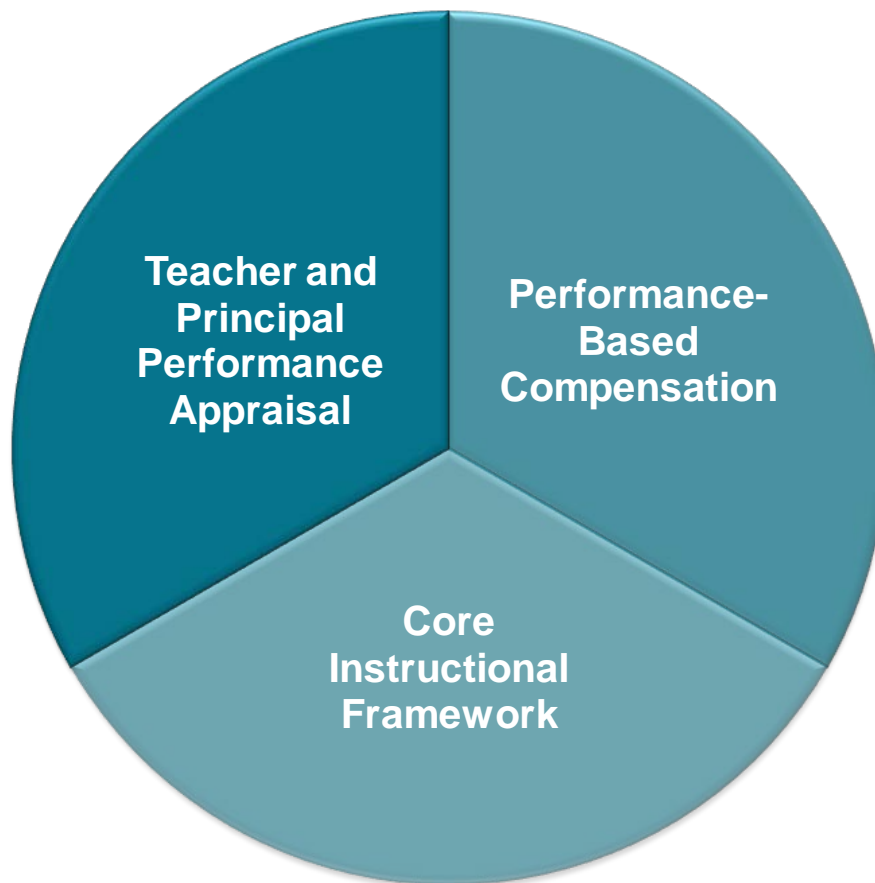 Teacher and
Principal
Performance
Appraisal
Performance-
Based
Compensation
Core
Instructional
Framework